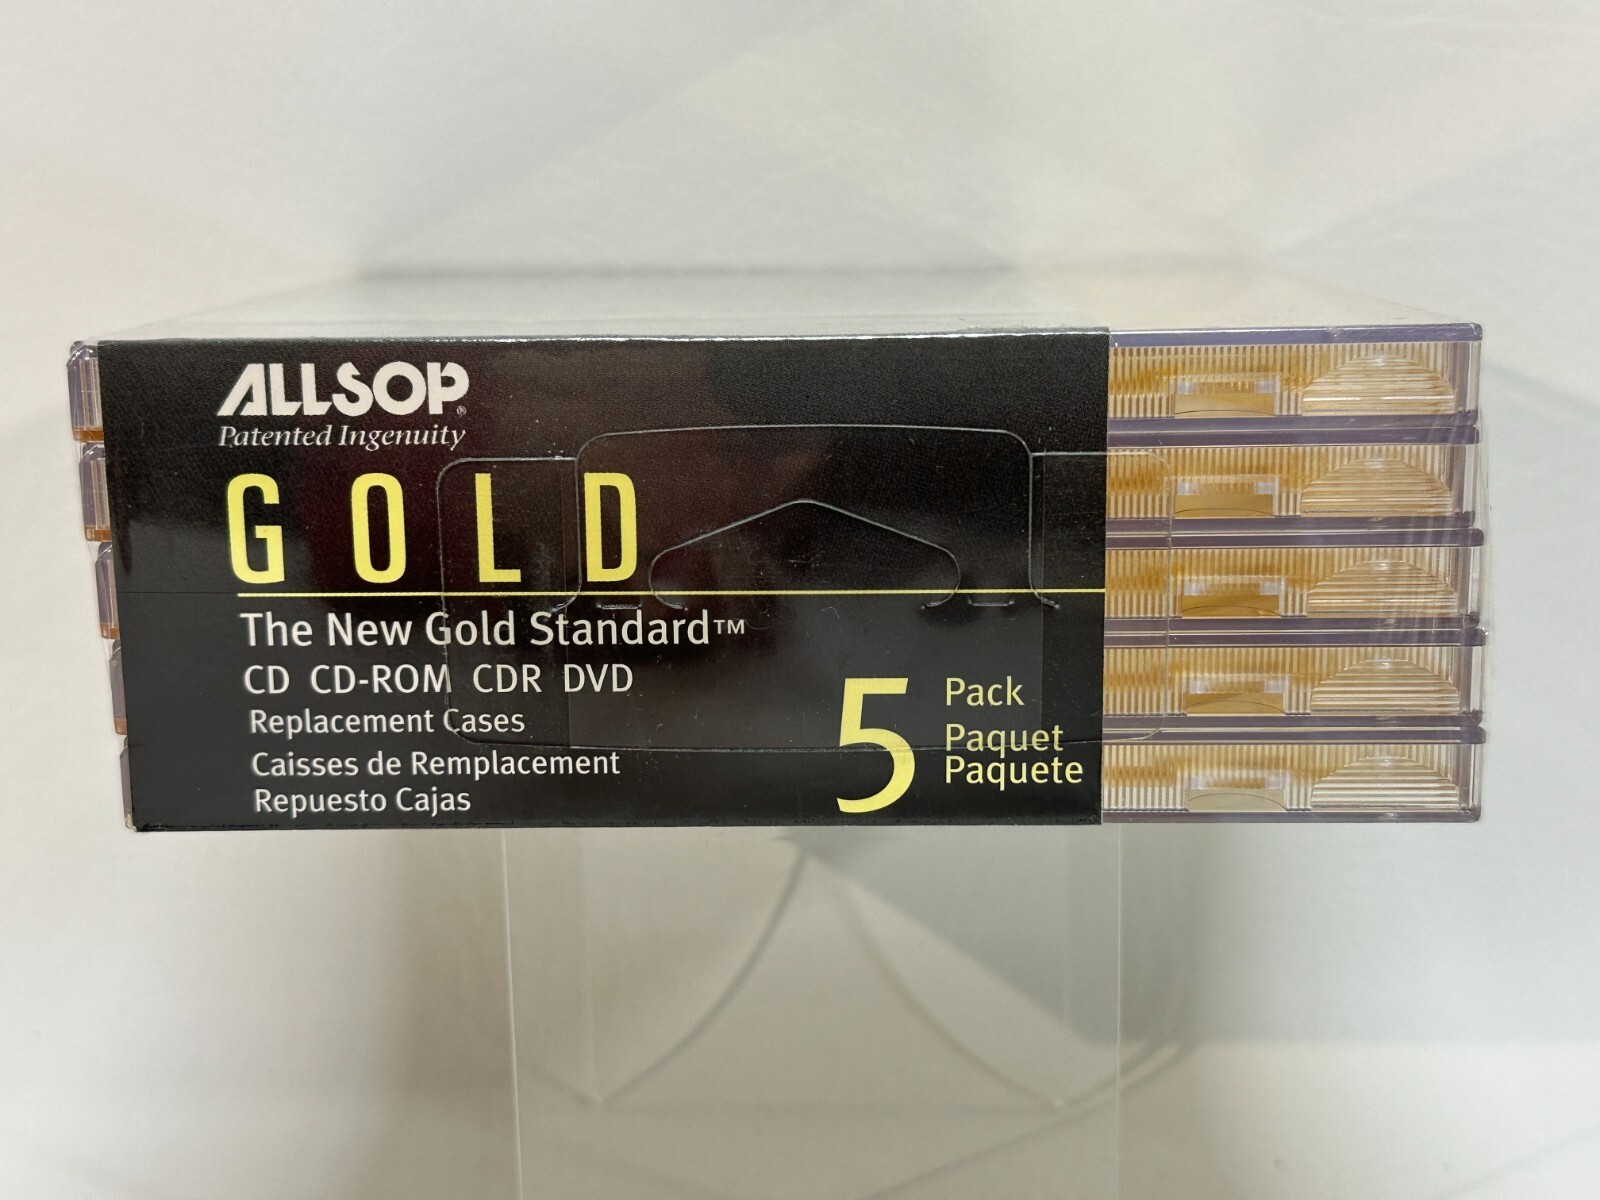 ALLSOP®
Patented Ingenuity
GOLD
The New Gold Standard™
CD CD-ROM CDR DVD
Replacement Cases
Caisses de Remplacement
Repuesto Cajas
5 Pack
Paquet
Paquete